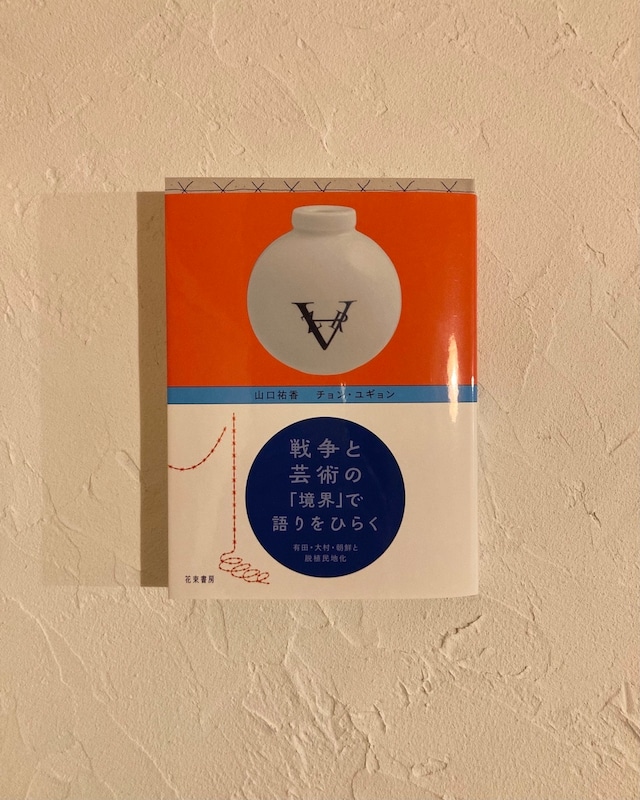 山口祐香 チョン・ユギョン
戦争と
芸術の
「境界」で
語りをひらく
有田・大村・朝鮮と
脱植民地化
花束書房